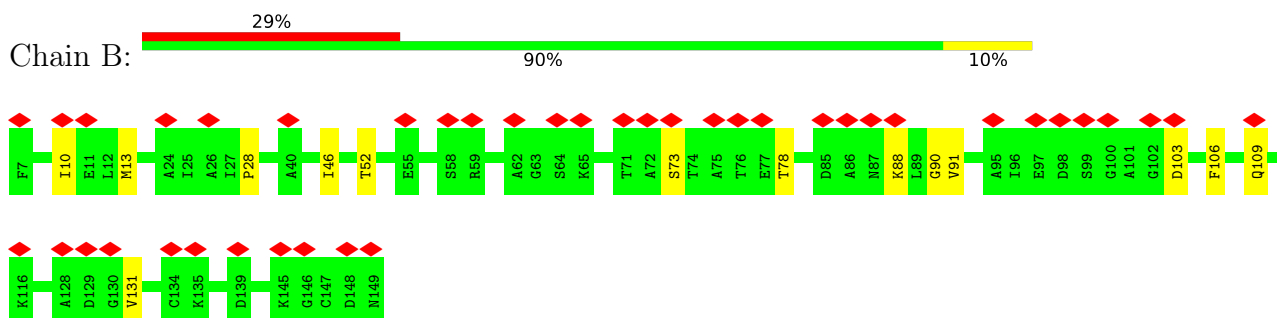 29%
Chain B:
90% 10%
F7 I10 E11 L12 M13 A24 I25 A26 I27 P28 A40 I46 T52 E55 S58 R59 A62 G63 S64 K65 T71 A72 S73 T74 A75 T76 E77 T78 D85 A86 N87 K88 L89 G90 V91 A95 I96 E97 D98 S99 G100 A101 G102 D103 F106 Q109
K116 A128 D129 G130 V131 C134 K135 D139 K145 G146 C147 D148 N149